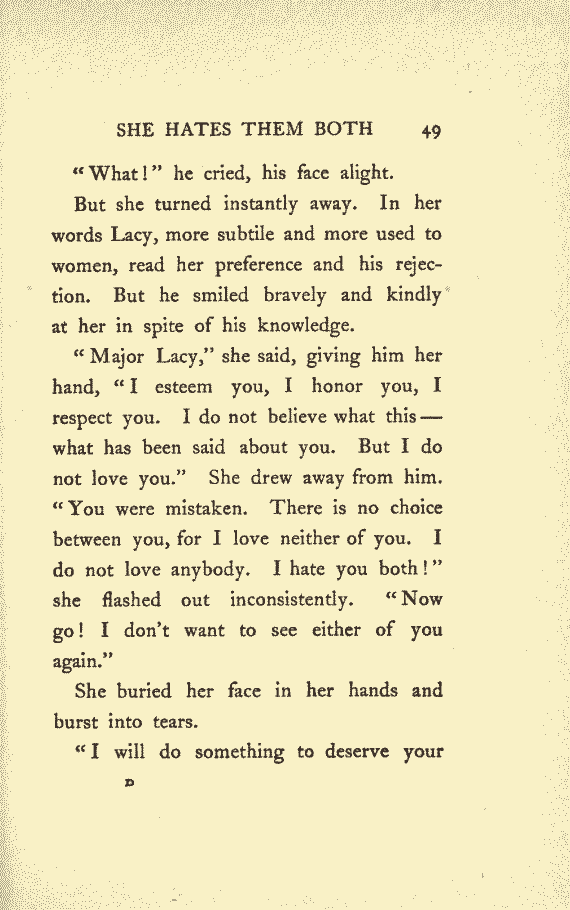 SHE HATES THEM BOTH 49
"What!" he cried, his face alight.
But she turned instantly away. In her
words Lacy, more subtile and more used to
women, read her preference and his rejec-
tion. But he smiled bravely and kindly
at her in spite of his knowledge.
"Major Lacy," she said, giving him her
hand, "I esteem you, I honor you, I
respect you. I do not believe what this—
what has been said about you. But I do
not love you." She drew away from him.
"You were mistaken. There is no choice
between you, for I love neither of you. I
do not love anybody. I hate you both!"
she flashed out inconsistently. "Now
go! I don't want to see either of you
again."
She buried her face in her hands and
burst into tears.
"I will do something to deserve your
D